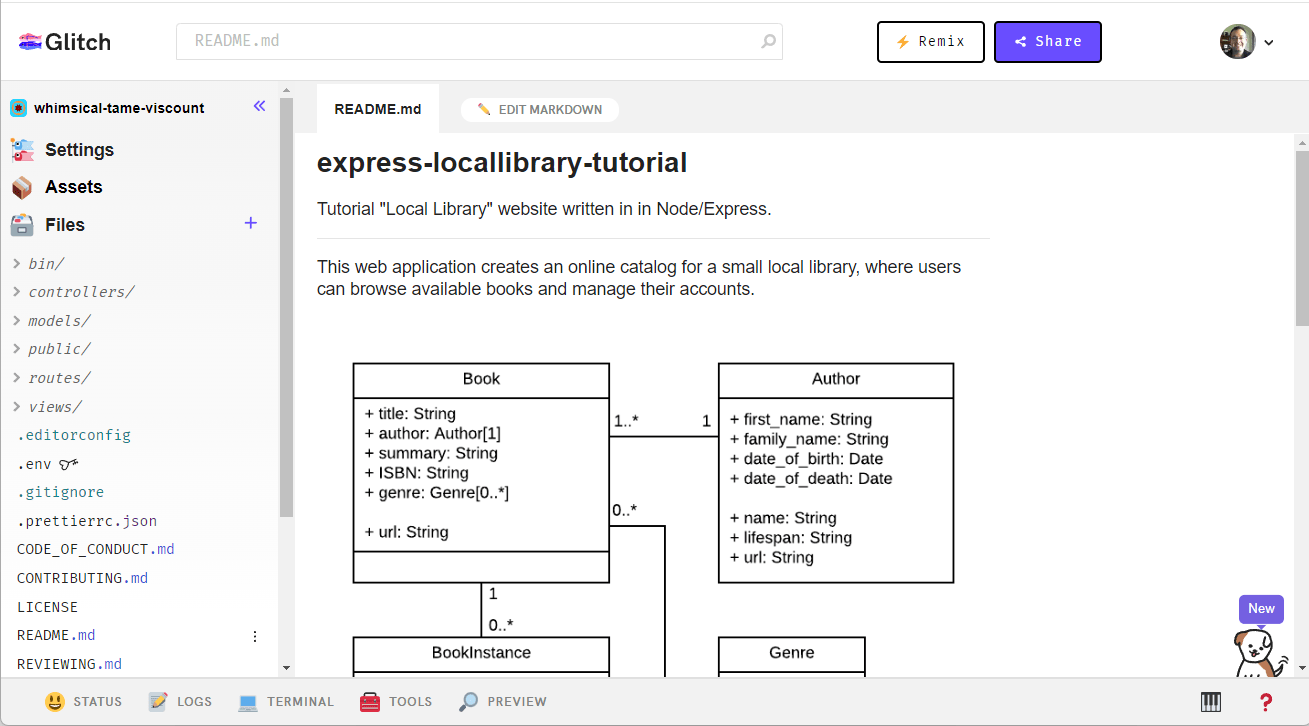 Glitch
README.md
Remix
Share
whimsical-tame-viscount
Settings
Assets
Files
bin/
controllers/
models/
public/
routes/
views/
.editorconfig
.env
.gitignore
.prettierrc.json
CODE_OF_CONDUCT.md
CONTRIBUTING.md
LICENSE
README.md
REVIEWING.md
README.md
EDIT MARKDOWN
express-locallibrary-tutorial
Tutorial "Local Library" website written in in Node/Express.
This web application creates an online catalog for a small local library, where users
can browse available books and manage their accounts.
Book
+ title: String
+ author: Author[1]
+ summary: String
+ ISBN: String
+ genre: Genre[0..*]
+ url: String
1..*
1
0..*
Author
+ first_name: String
+ family_name: String
+ date_of_birth: Date
+ date_of_death: Date
+ name: String
+ lifespan: String
+ url: String
1
0..*
BookInstance
Genre
New
STATUS
LOGS
TERMINAL
TOOLS
PREVIEW
?